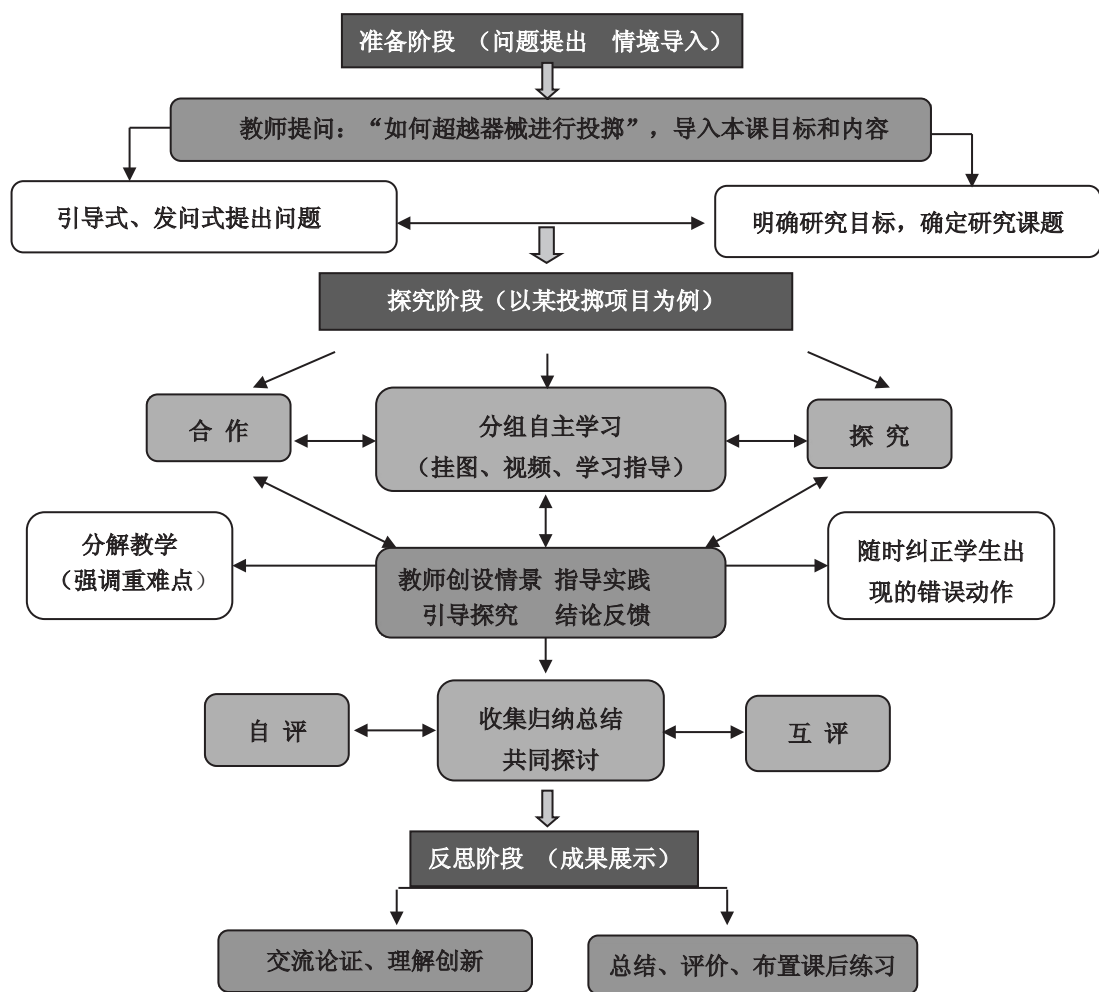 准备阶段 （问题提出　情境导入）
教师提问：“如何超越器械进行投掷”，导入本课目标和内容
引导式、发问式提出问题
明确研究目标，确定研究课题
探究阶段（以某投掷项目为例）
合 作
分组自主学习
（挂图、视频、学习指导）
探 究
分解教学
（强调重难点）
教师创设情景 指导实践
引导探究 结论反馈
随时纠正学生出
现的错误动作
自 评
收集归纳总结
共同探讨
互 评
反思阶段 （成果展示）
交流论证、理解创新
总结、评价、布置课后练习